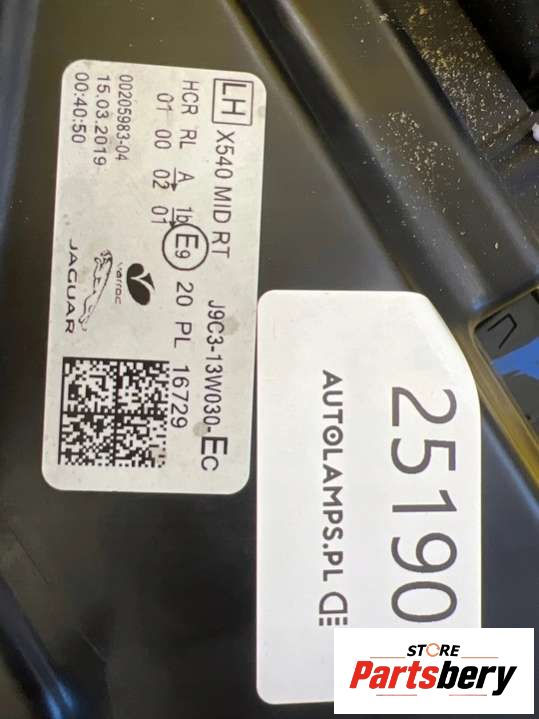 LH X540 MID RT J9C3-13W030-EC
HCR RL A 1b E9 20 PL 16729
01 00 02 01
00205983-04
15.03.2019
00:40:50
varroc
JAGUAR
25190
AUTOLAMPS.PL
STORE
Partsbery